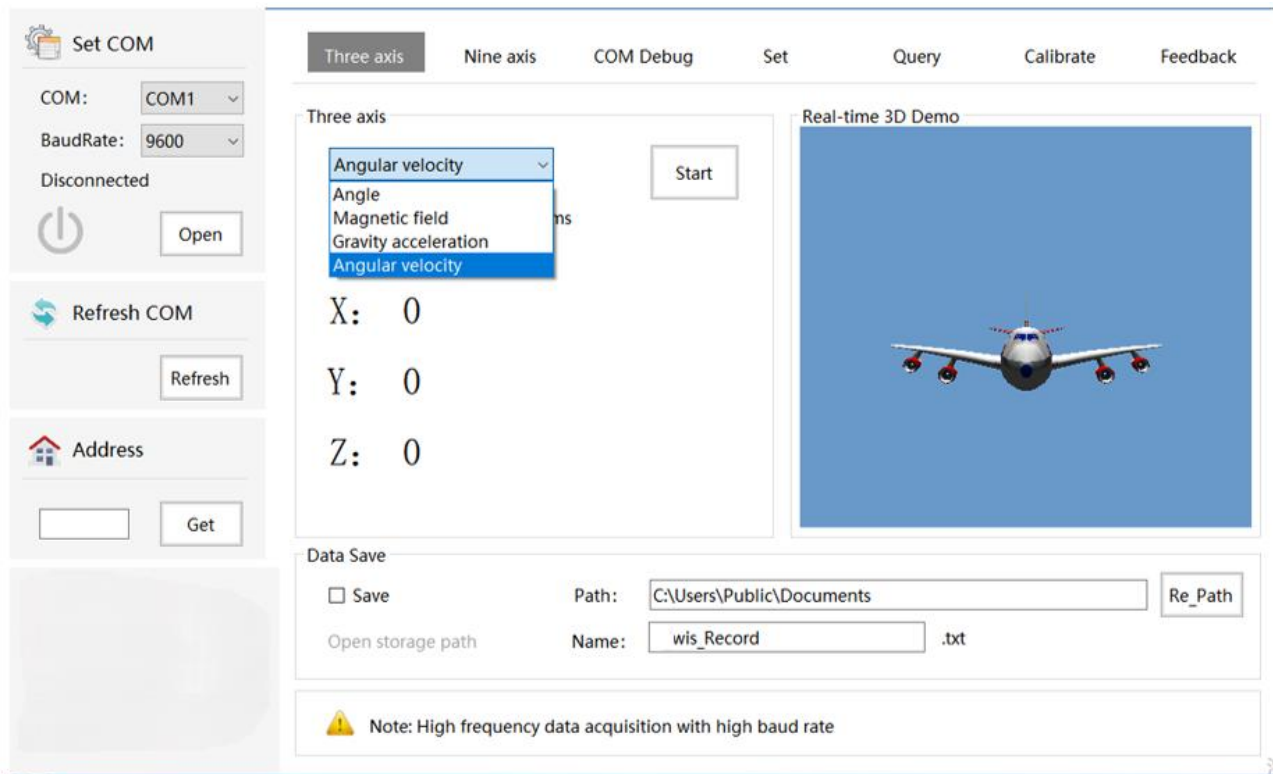 Set COM
COM: COM1
BaudRate: 9600
Disconnected
Open
Refresh COM
Refresh
Address
Get
Three axis Nine axis COM Debug Set Query Calibrate Feedback
Three axis
Angular velocity
Start
Angle
Magnetic field
ms
Gravity acceleration
Angular velocity
X: 0
Y: 0
Z: 0
Real-time 3D Demo
Data Save
Save Path: C:\Users\Public\Documents Re_Path
Open storage path Name: wis_Record .txt
Note: High frequency data acquisition with high baud rate